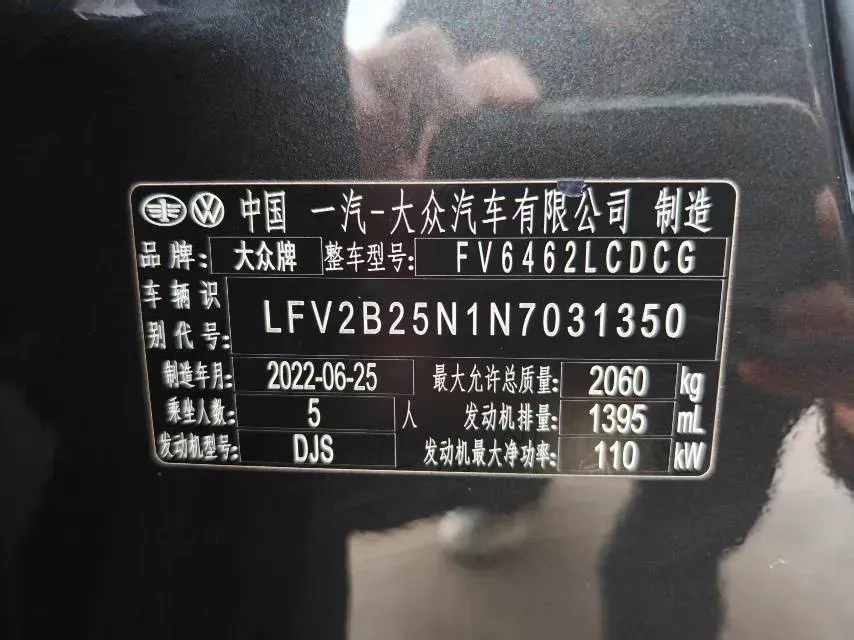 中国 一汽-大众汽车有限公司 制造
品牌: 大众牌 整车型号: FV6462LCDCG
车辆识别代号: LFV2B25N1N7031350
制造年月: 2022-06-25 最大允许总质量: 2060 kg
乘坐人数: 5 人 发动机排量: 1395 mL
发动机型号: DJS 发动机最大净功率: 110 kW